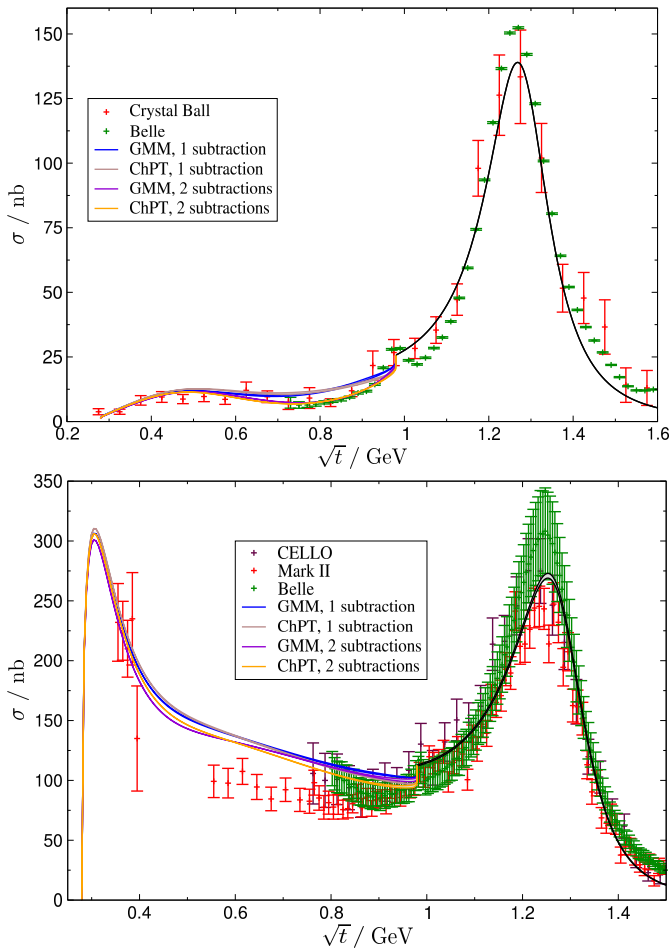 150
125
100
75
50
25
0
σ / nb
Crystal Ball
Belle
GMM, 1 subtraction
ChPT, 1 subtraction
GMM, 2 subtractions
ChPT, 2 subtractions
0.2 0.4 0.6 0.8 1 1.2 1.4 1.6
√t / GeV
350
300
250
200
150
100
50
0
σ / nb
CELLO
Mark II
Belle
GMM, 1 subtraction
ChPT, 1 subtraction
GMM, 2 subtractions
ChPT, 2 subtractions
0.4 0.6 0.8 1 1.2 1.4
√t / GeV